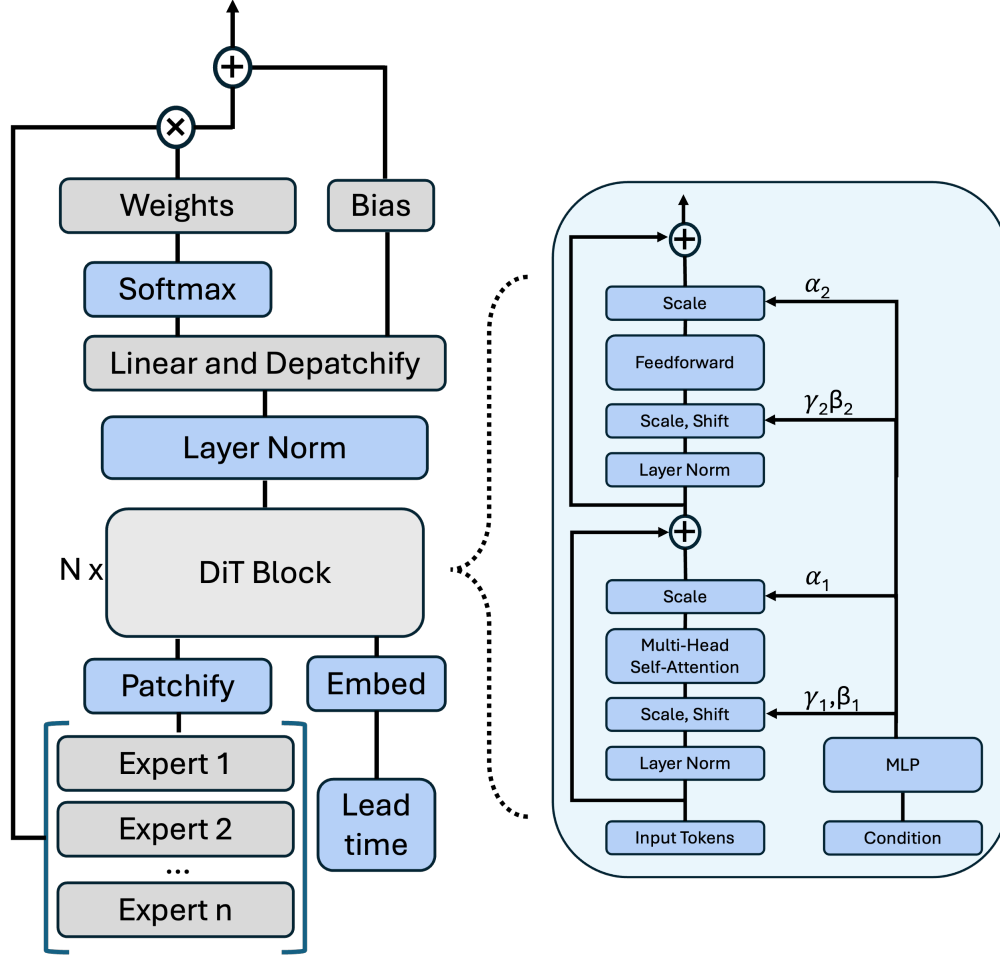 Weights
Bias
Softmax
Linear and Depatchify
Layer Norm
N x
DiT Block
Patchify
Embed
Expert 1
Expert 2
...
Expert n
Lead
time
α₂
Scale
Feedforward
γ₂β₂
Scale, Shift
Layer Norm
α₁
Scale
Multi-Head
Self-Attention
γ₁,β₁
Scale, Shift
Layer Norm
MLP
Input Tokens
Condition